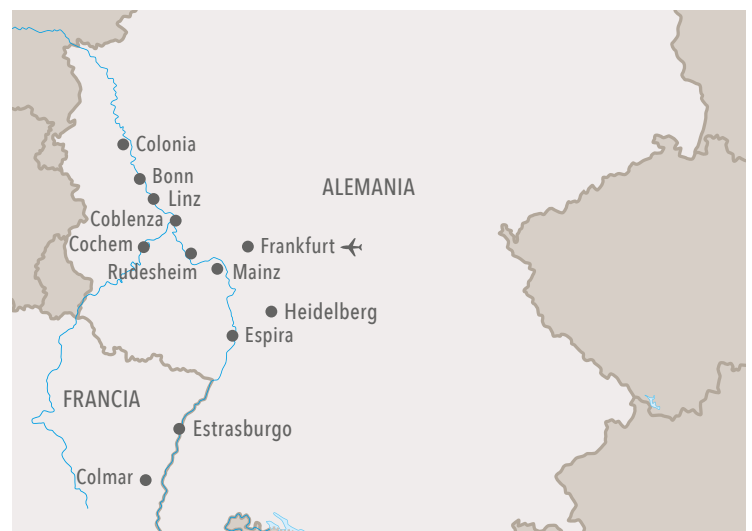 Colonia
Bonn
ALEMANIA
Linz
Coblenza
Cochem
Frankfurt
Rudesheim
Mainz
Heidelberg
Espira
FRANCIA
Estrasburgo
Colmar